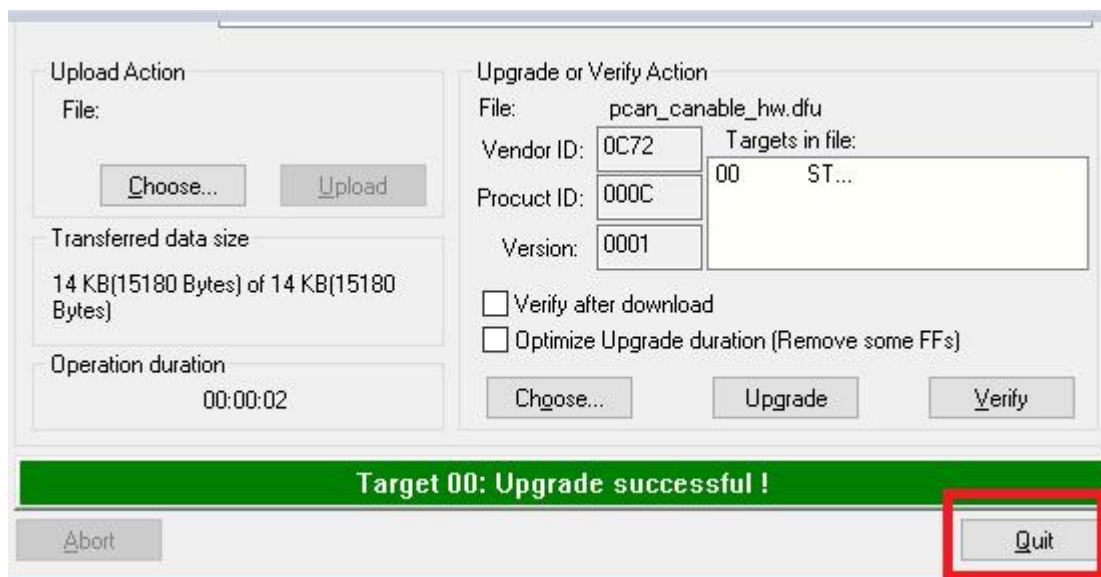 Upload Action
File:
Choose...
Upload
Transferred data size
14 KB(15180 Bytes) of 14 KB(15180
Bytes)
Operation duration
00:00:02
Upgrade or Verify Action
File: pcan_canable_hw.dfu
Vendor ID: 0C72
Procuct ID: 000C
Version: 0001
Targets in file:
00 ST...
Verify after download
Optimize Upgrade duration (Remove some FFs)
Choose...
Upgrade
Verify
Target 00: Upgrade successful !
Abort
Quit